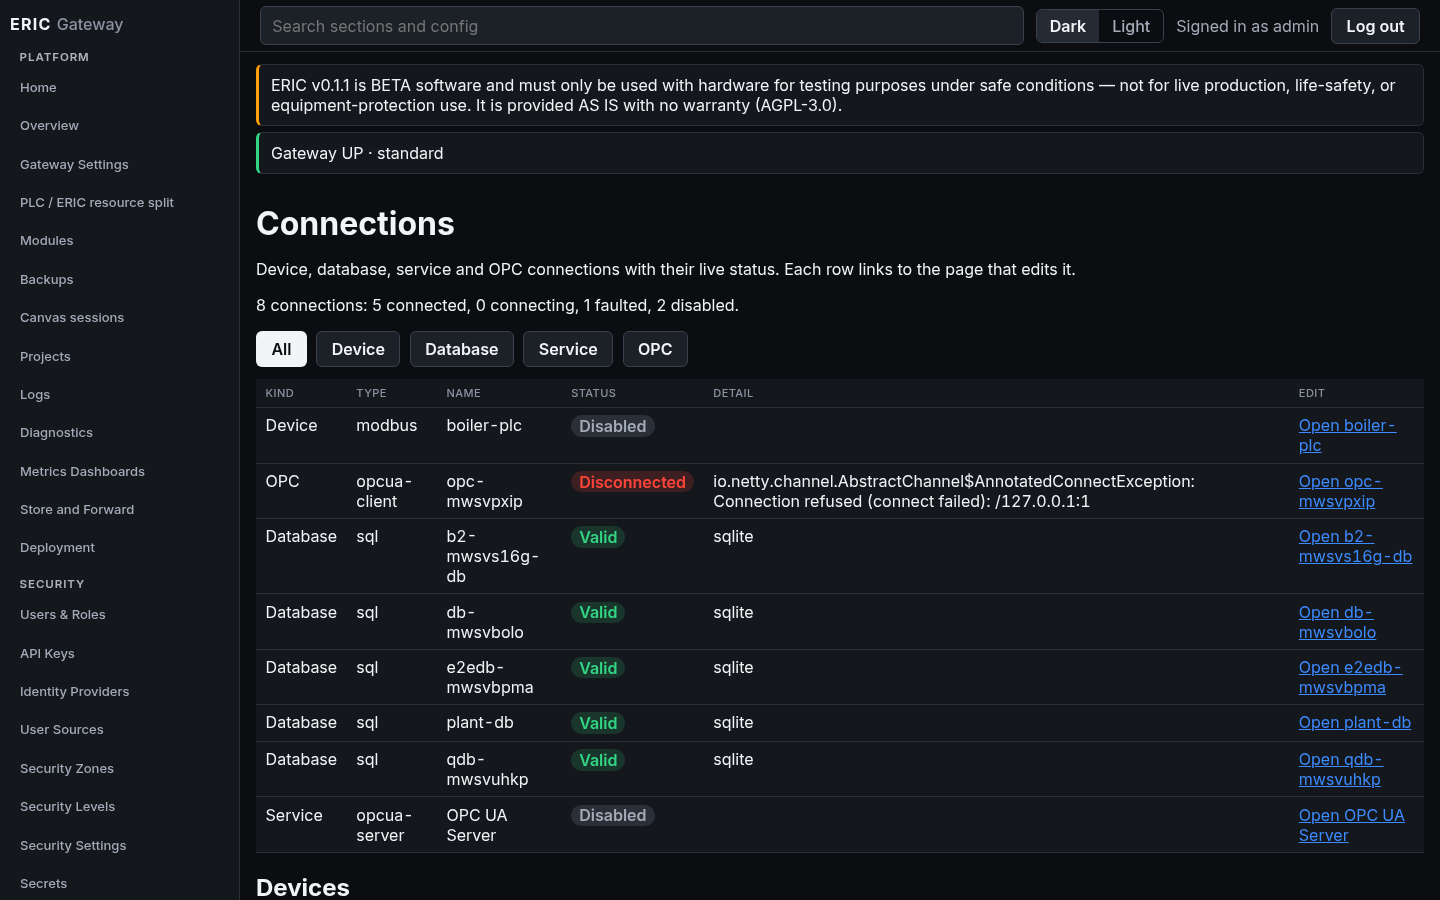 ERIC Gateway
PLATFORM
Home
Overview
Gateway Settings
PLC / ERIC resource split
Modules
Backups
Canvas sessions
Projects
Logs
Diagnostics
Metrics Dashboards
Store and Forward
Deployment
SECURITY
Users & Roles
API Keys
Identity Providers
User Sources
Security Zones
Security Levels
Security Settings
Secrets
Search sections and config
Dark
Light
Signed in as admin
Log out
ERIC v0.1.1 is BETA software and must only be used with hardware for testing purposes under safe conditions — not for live production, life-safety, or
equipment-protection use. It is provided AS IS with no warranty (AGPL-3.0).
Gateway UP · standard
Connections
Device, database, service and OPC connections with their live status. Each row links to the page that edits it.
8 connections: 5 connected, 0 connecting, 1 faulted, 2 disabled.
All
Device
Database
Service
OPC
KIND TYPE NAME STATUS DETAIL EDIT
Device modbus boiler-plc Disabled Open boiler-
plc
OPC opcua- opc- Disconnected io.netty.channel.AbstractChannel$AnnotatedConnectException: Open opc-
client mwsvpxip Connection refused (connect failed): /127.0.0.1:1 mwsvpxip
Database sql b2- Valid sqlite Open b2-
mwsvs16g- mwsvs16g-db
db
Database sql db- Valid sqlite Open db-
mwsvbolo mwsvbolo
Database sql e2edb- Valid sqlite Open e2edb-
mwsvbpma mwsvbpma
Database sql plant-db Valid sqlite Open plant-db
Database sql qdb- Valid sqlite Open qdb-
mwsvuhkp mwsvuhkp
Service opcua- OPC UA Disabled Open OPC UA
server Server Server
Devices